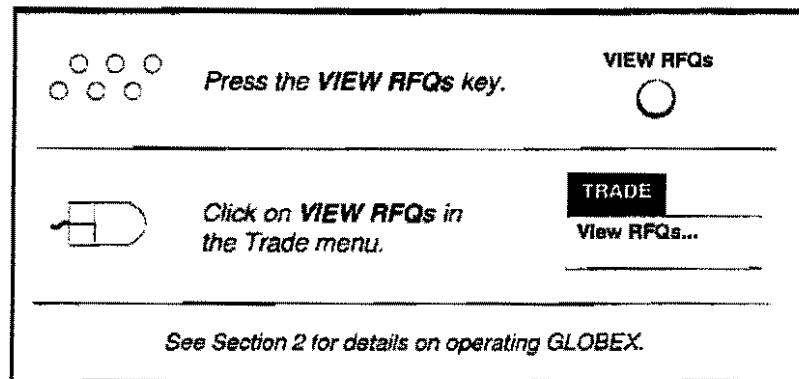 Press the VIEW RFQs key.
VIEW RFQs
Click on VIEW RFQs in
the Trade menu.
TRADE
View RFQs...
See Section 2 for details on operating GLOBEX.